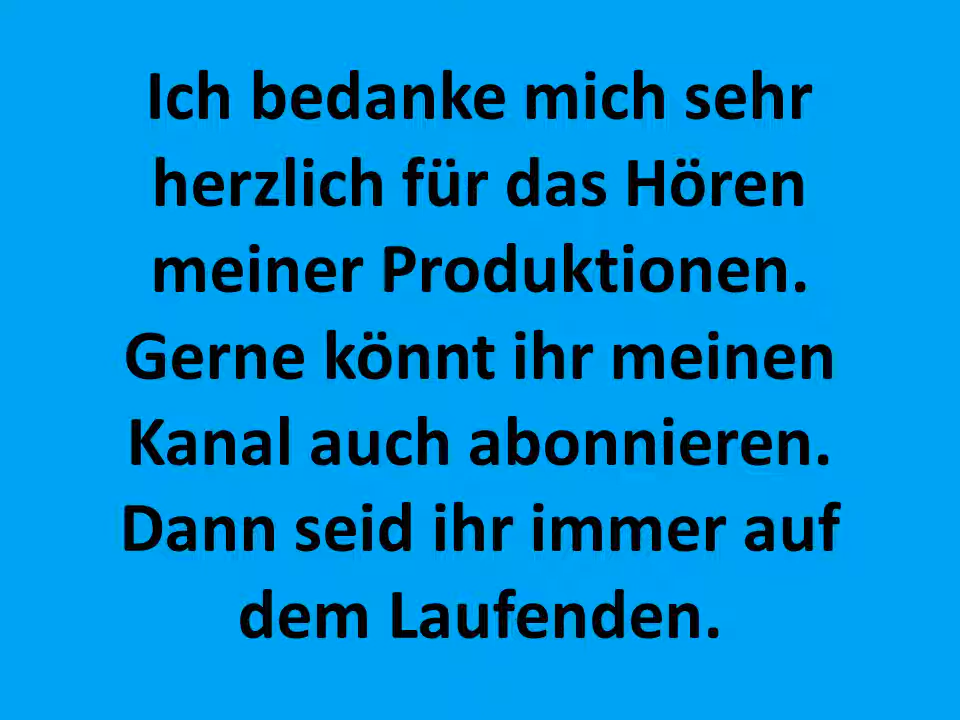 Ich bedanke mich sehr
herzlich für das Hören
meiner Produktionen.
Gerne könnt ihr meinen
Kanal auch abonnieren.
Dann seid ihr immer auf
dem Laufenden.